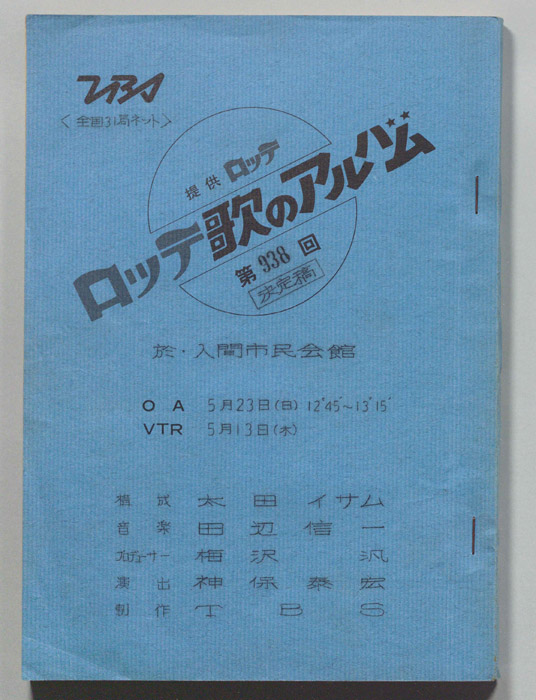 TBS
〈全国31局ネット〉
提供 ロッテ
ロッテ歌のアルバム
第938回
決定稿
於・入間市民会館
OA 5月23日(日) 12°45′~13°15′
VTR 5月13日(木)
構成 太田イサム
音楽 田辺信一
プロデューサー 梅沢 汎
演出 神保泰宏
制作 TBS